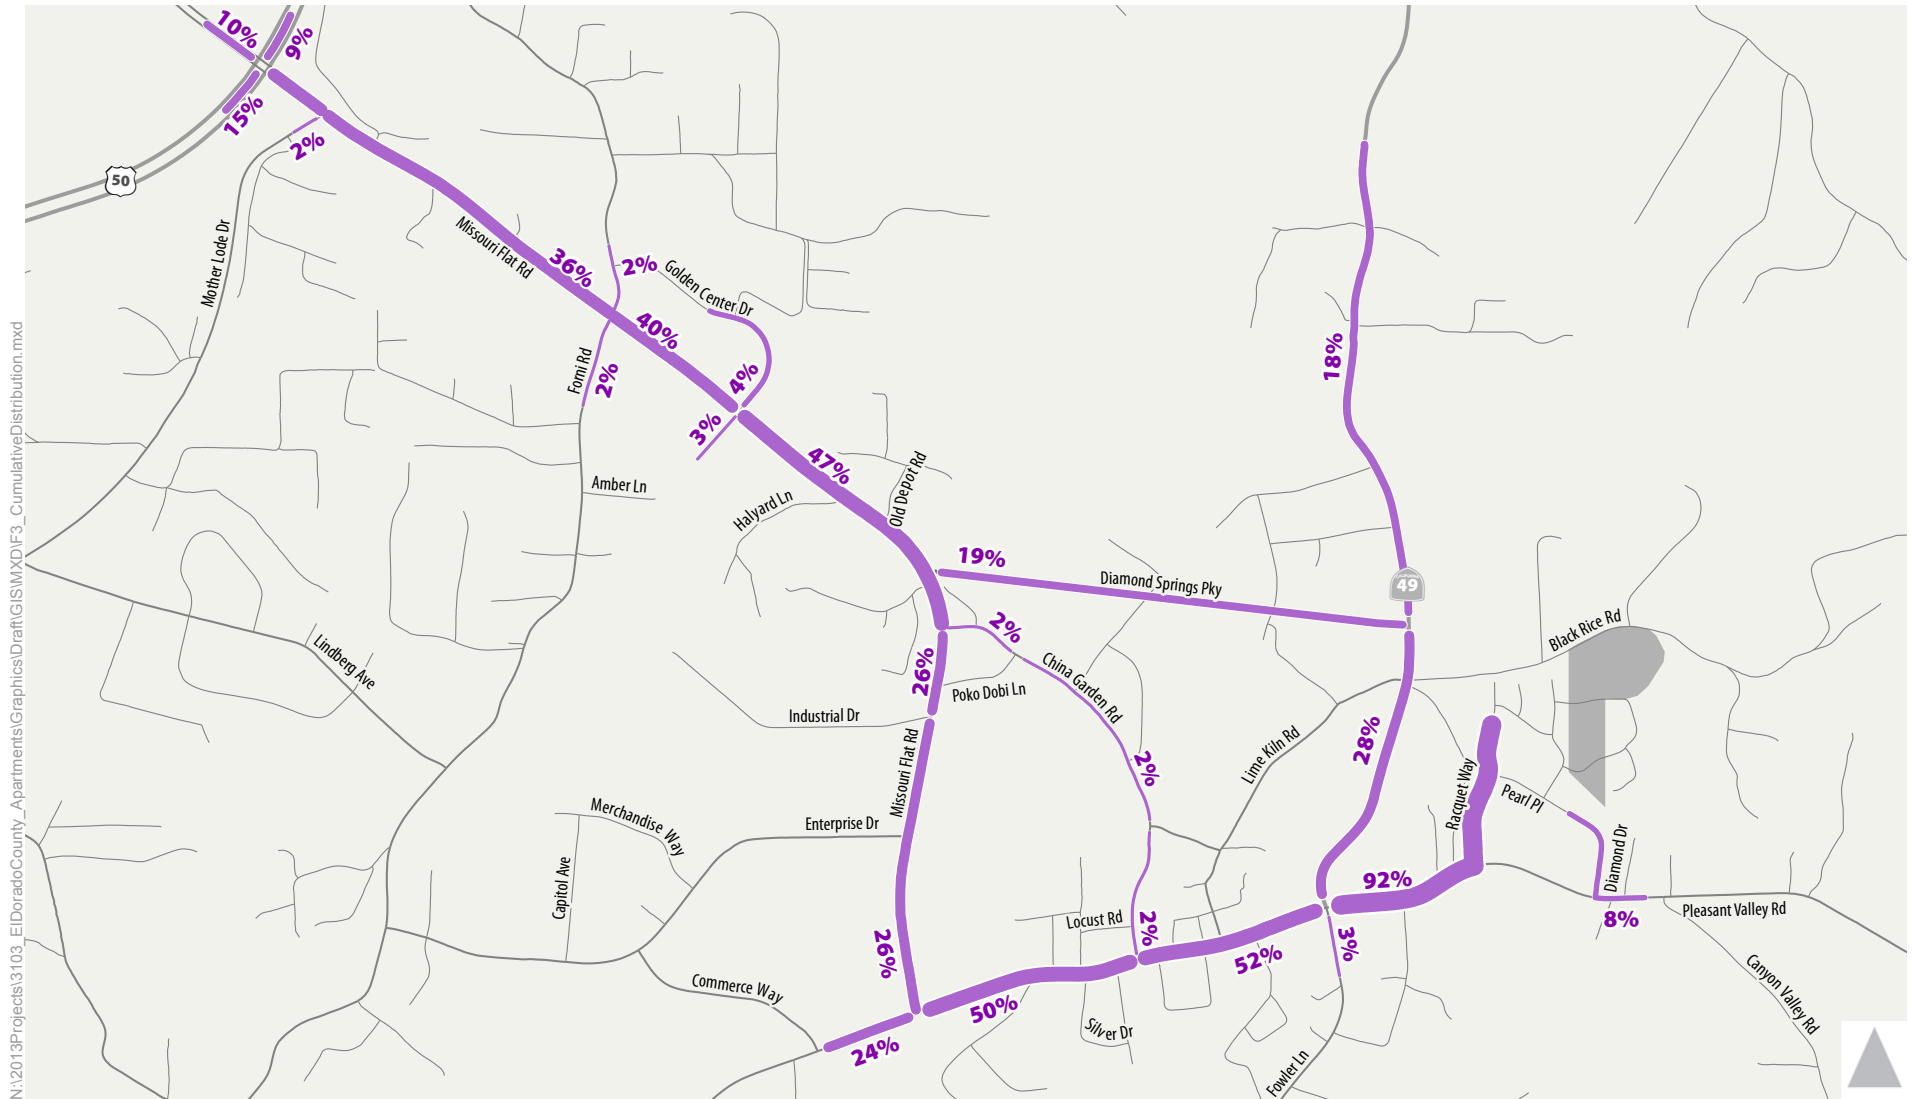 10%
9%
15%
2%
50
Mother Lode Dr
Missouri Flat Rd
36%
2%
Golden Center Dr
40%
Forni Rd
2%
4%
3%
18%
47%
Amber Ln
Halyard Ln
Old Depot Rd
19%
Diamond Springs Pky
49
Black Rice Rd
2%
26%
China Garden Rd
Poko Dobi Ln
Lindberg Ave
Industrial Dr
Missouri Flat Rd
2%
Lime Kiln Rd
28%
Racquet Way
Pearl Pl
Diamond Dr
Merchandise Way
Enterprise Dr
Capitol Ave
92%
8%
Pleasant Valley Rd
Locust Rd
2%
3%
26%
52%
Commerce Way
50%
Silver Dr
24%
Canyon Valley Rd
Fowler Ln
N:\2013Projects\3103_ElDoradoCounty_Apartments\Graphics\Draft\GIS\MXD\F3_CumulativeDistribution.mxd